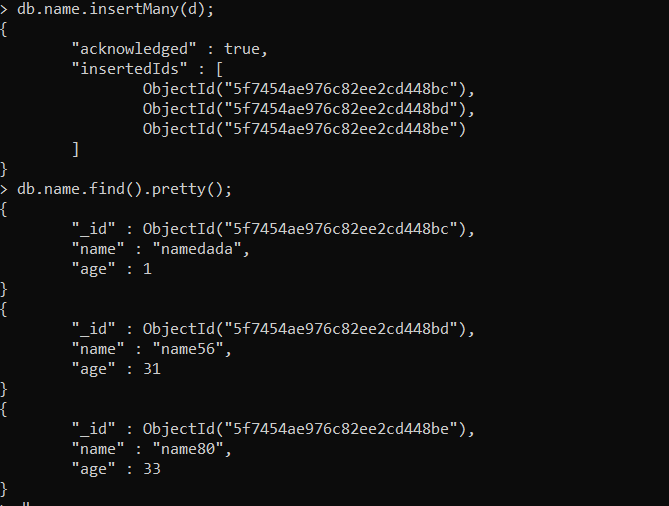 > db.name.insertMany(d);
{
        "acknowledged" : true,
        "insertedIds" : [
                ObjectId("5f7454ae976c82ee2cd448bc"),
                ObjectId("5f7454ae976c82ee2cd448bd"),
                ObjectId("5f7454ae976c82ee2cd448be")
        ]
}
> db.name.find().pretty();
{
        "_id" : ObjectId("5f7454ae976c82ee2cd448bc"),
        "name" : "namedada",
        "age" : 1
}
{
        "_id" : ObjectId("5f7454ae976c82ee2cd448bd"),
        "name" : "name56",
        "age" : 31
}
{
        "_id" : ObjectId("5f7454ae976c82ee2cd448be"),
        "name" : "name80",
        "age" : 33
}